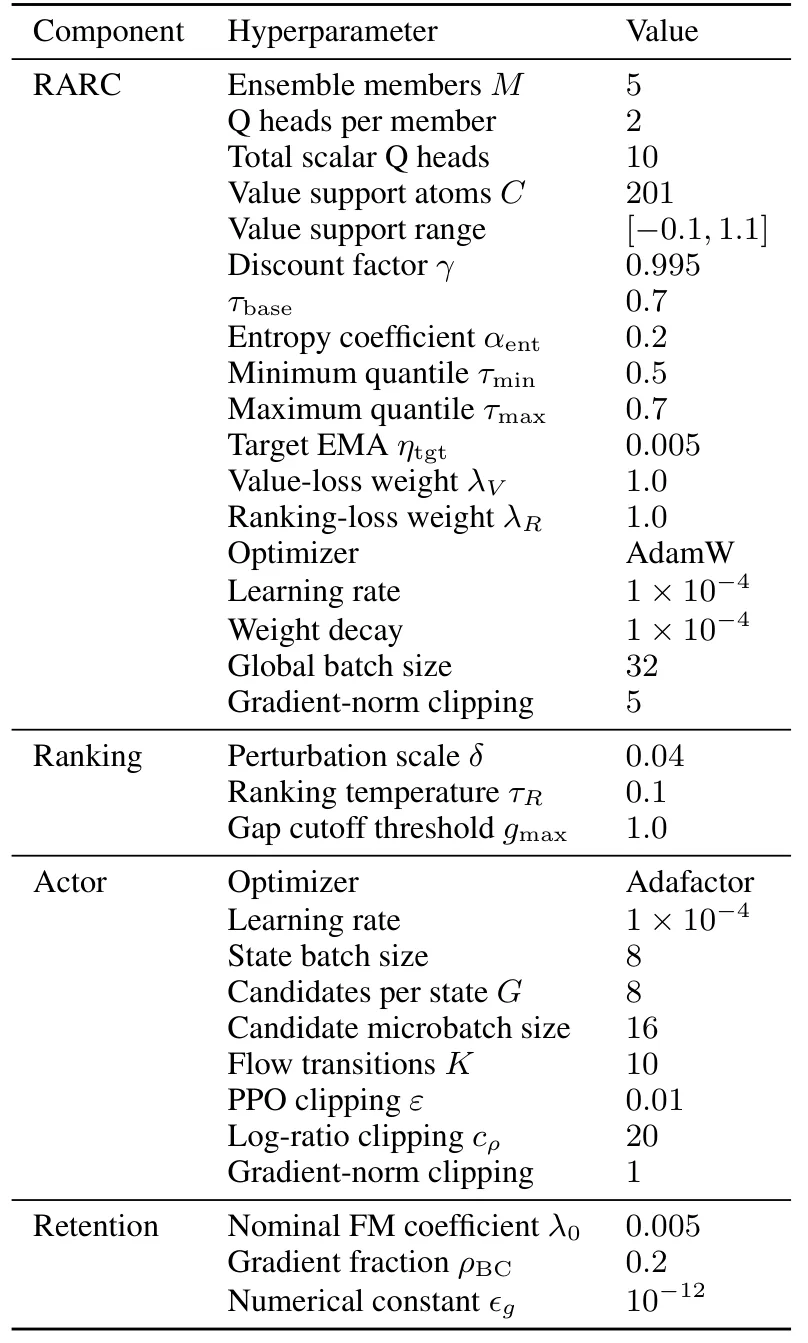 Component Hyperparameter Value
RARC Ensemble members M 5
Q heads per member 2
Total scalar Q heads 10
Value support atoms C 201
Value support range [−0.1, 1.1]
Discount factor γ 0.995
τ_base 0.7
Entropy coefficient α_ent 0.2
Minimum quantile τ_min 0.5
Maximum quantile τ_max 0.7
Target EMA η_tgt 0.005
Value-loss weight λ_V 1.0
Ranking-loss weight λ_R 1.0
Optimizer AdamW
Learning rate 1 × 10^−4
Weight decay 1 × 10^−4
Global batch size 32
Gradient-norm clipping 5
Ranking Perturbation scale δ 0.04
Ranking temperature τ_R 0.1
Gap cutoff threshold g_max 1.0
Actor Optimizer Adafactor
Learning rate 1 × 10^−4
State batch size 8
Candidates per state G 8
Candidate microbatch size 16
Flow transitions K 10
PPO clipping ε 0.01
Log-ratio clipping c_ρ 20
Gradient-norm clipping 1
Retention Nominal FM coefficient λ_0 0.005
Gradient fraction ρ_BC 0.2
Numerical constant ϵ_g 10^−12